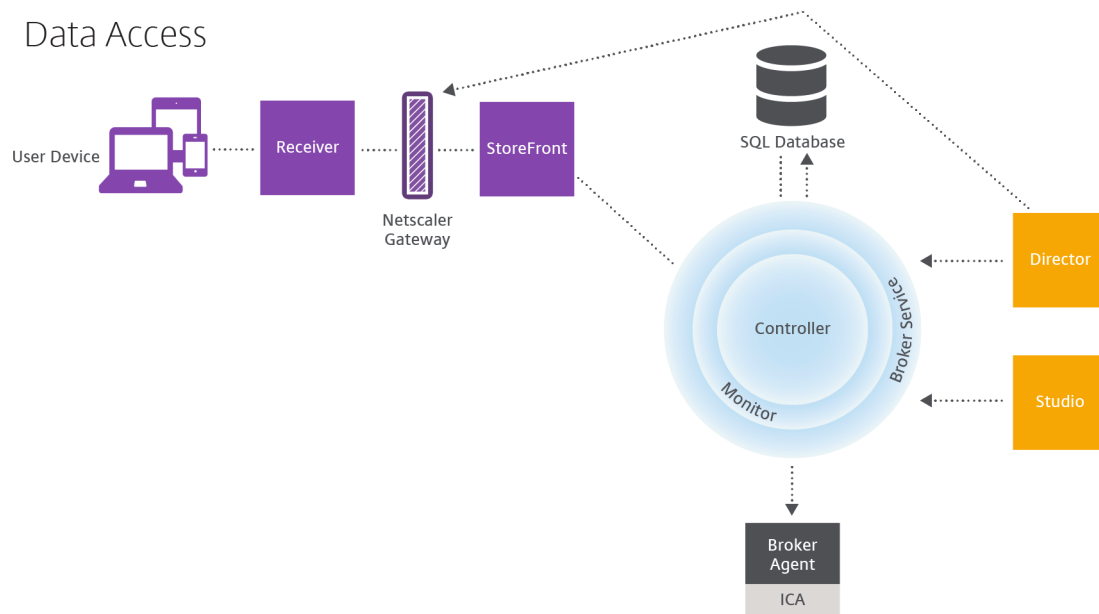 Data Access
User Device
Receiver
Netscaler
Gateway
StoreFront
SQL Database
Controller
Monitor
Broker Service
Director
Studio
Broker
Agent
ICA